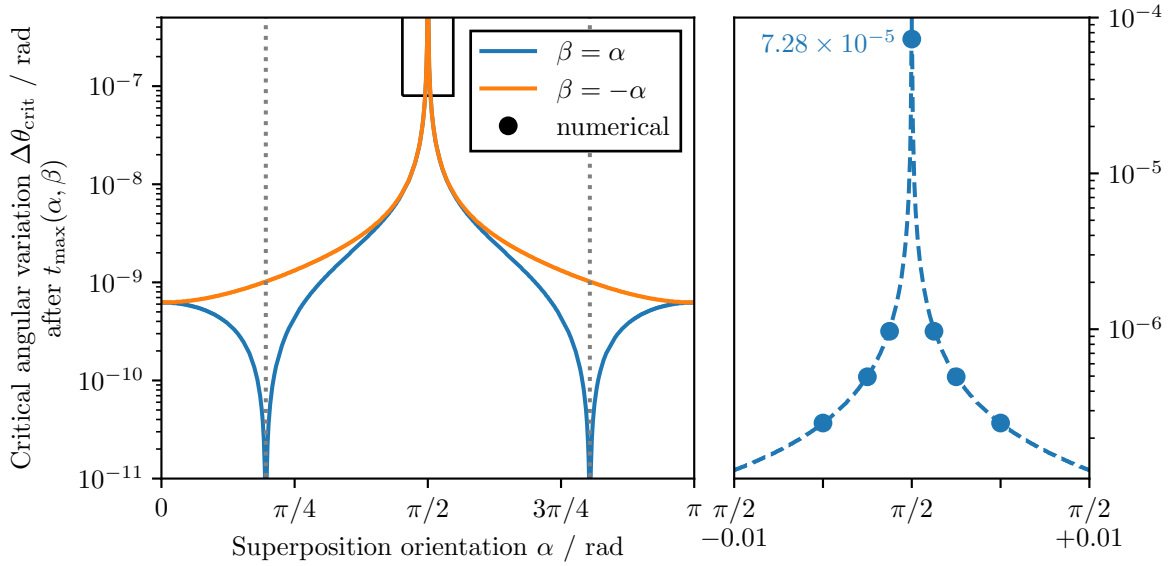 Critical angular variation Δθ_crit / rad
after t_max(α, β)
10⁻⁷
10⁻⁸
10⁻⁹
10⁻¹⁰
10⁻¹¹
β = α
β = −α
numerical
0
π/4
π/2
3π/4
π
Superposition orientation α / rad
7.28 × 10⁻⁵
10⁻⁴
10⁻⁵
10⁻⁶
π/2
−0.01
π/2
π/2
+0.01